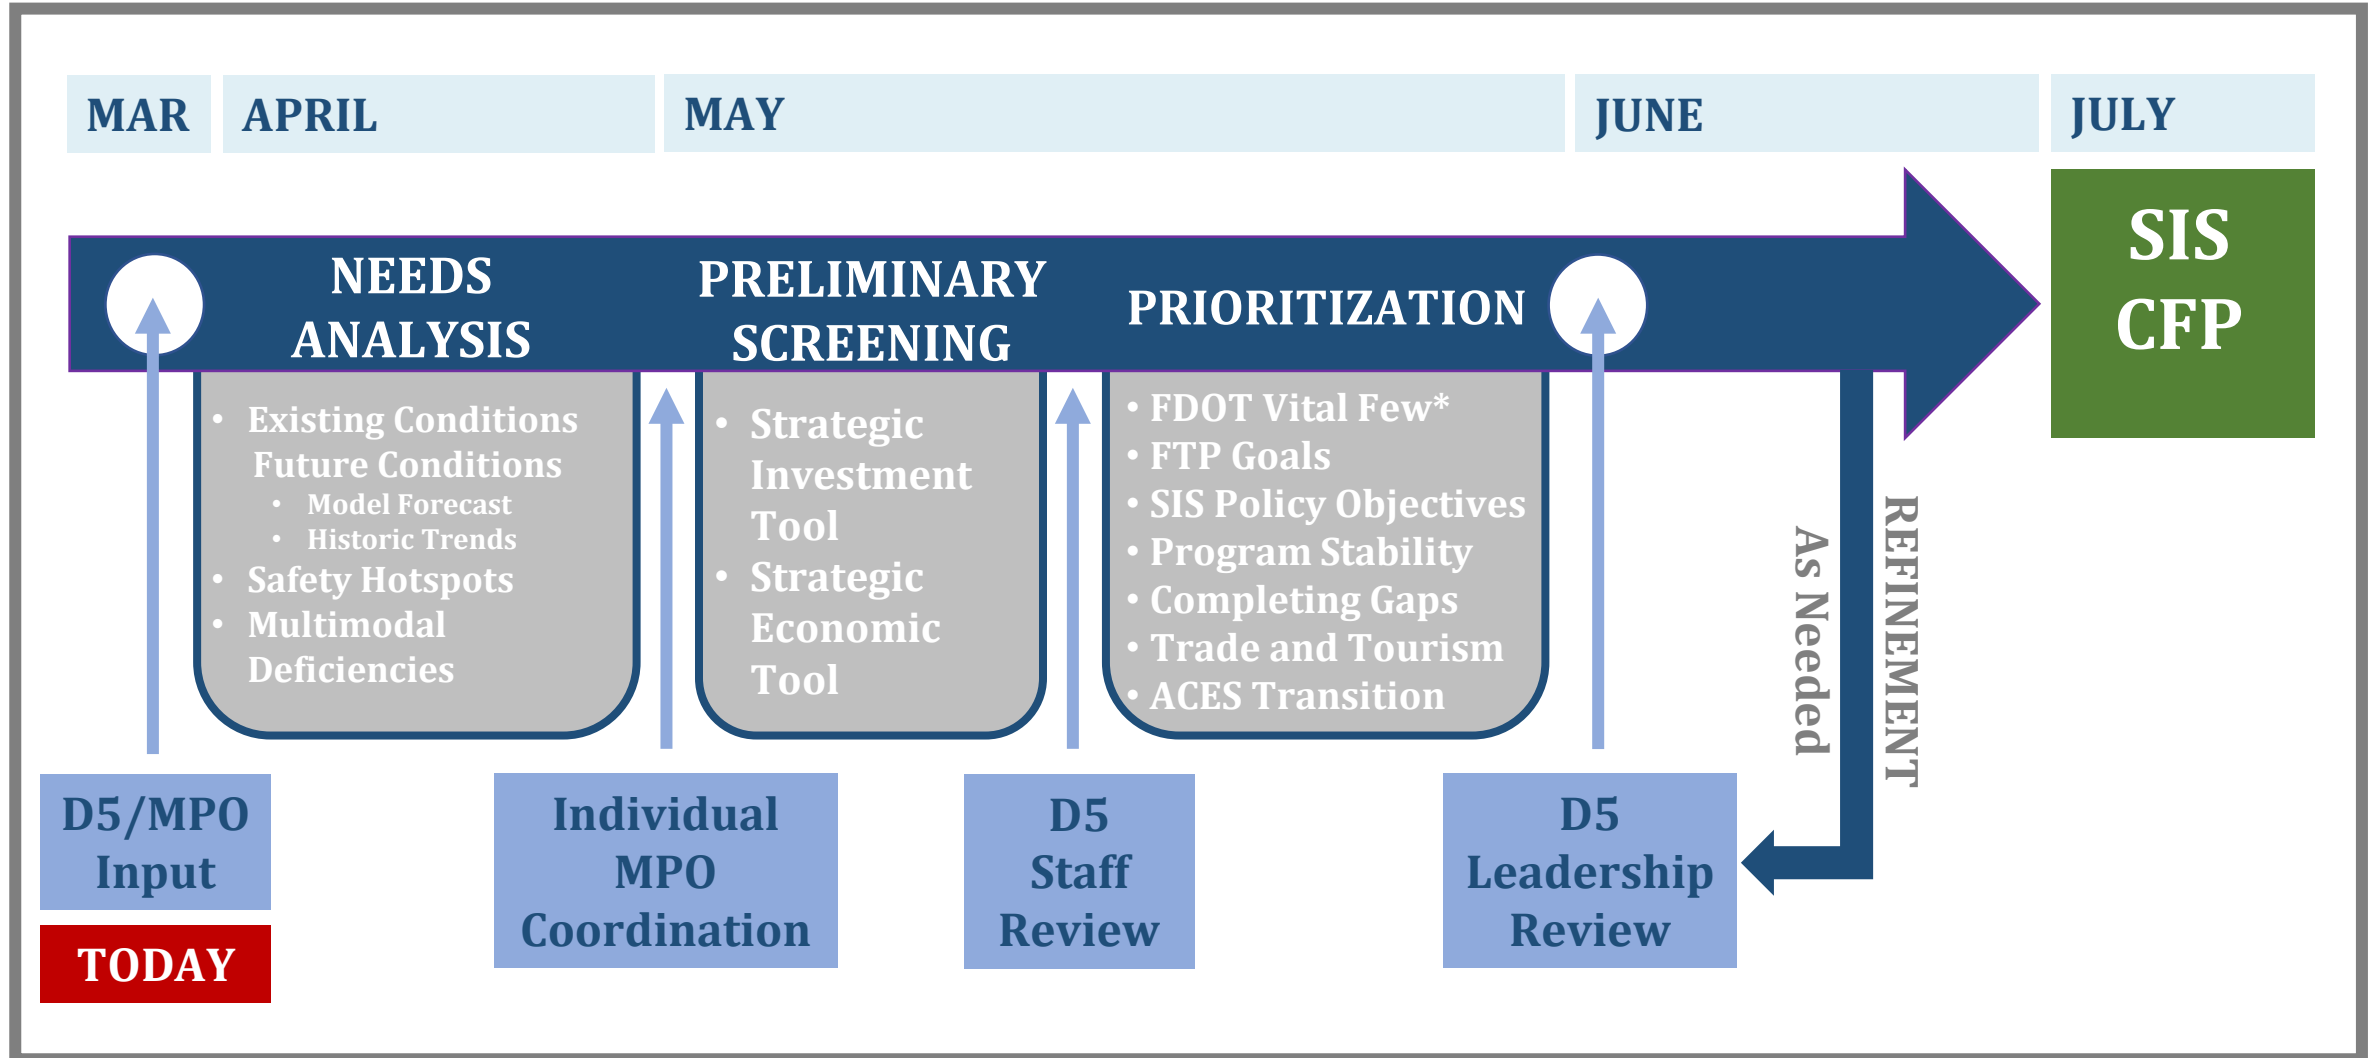 MAR
APRIL
MAY
JUNE
JULY
NEEDS
ANALYSIS
PRELIMINARY
SCREENING
PRIORITIZATION
SIS
CFP
• Existing Conditions
Future Conditions
• Model Forecast
• Historic Trends
• Safety Hotspots
• Multimodal
Deficiencies
• Strategic
Investment
Tool
• Strategic
Economic
Tool
• FDOT Vital Few*
• FTP Goals
• SIS Policy Objectives
• Program Stability
• Completing Gaps
• Trade and Tourism
• ACES Transition
REFINEMENT
As Needed
D5/MPO
Input
TODAY
Individual
MPO
Coordination
D5
Staff
Review
D5
Leadership
Review